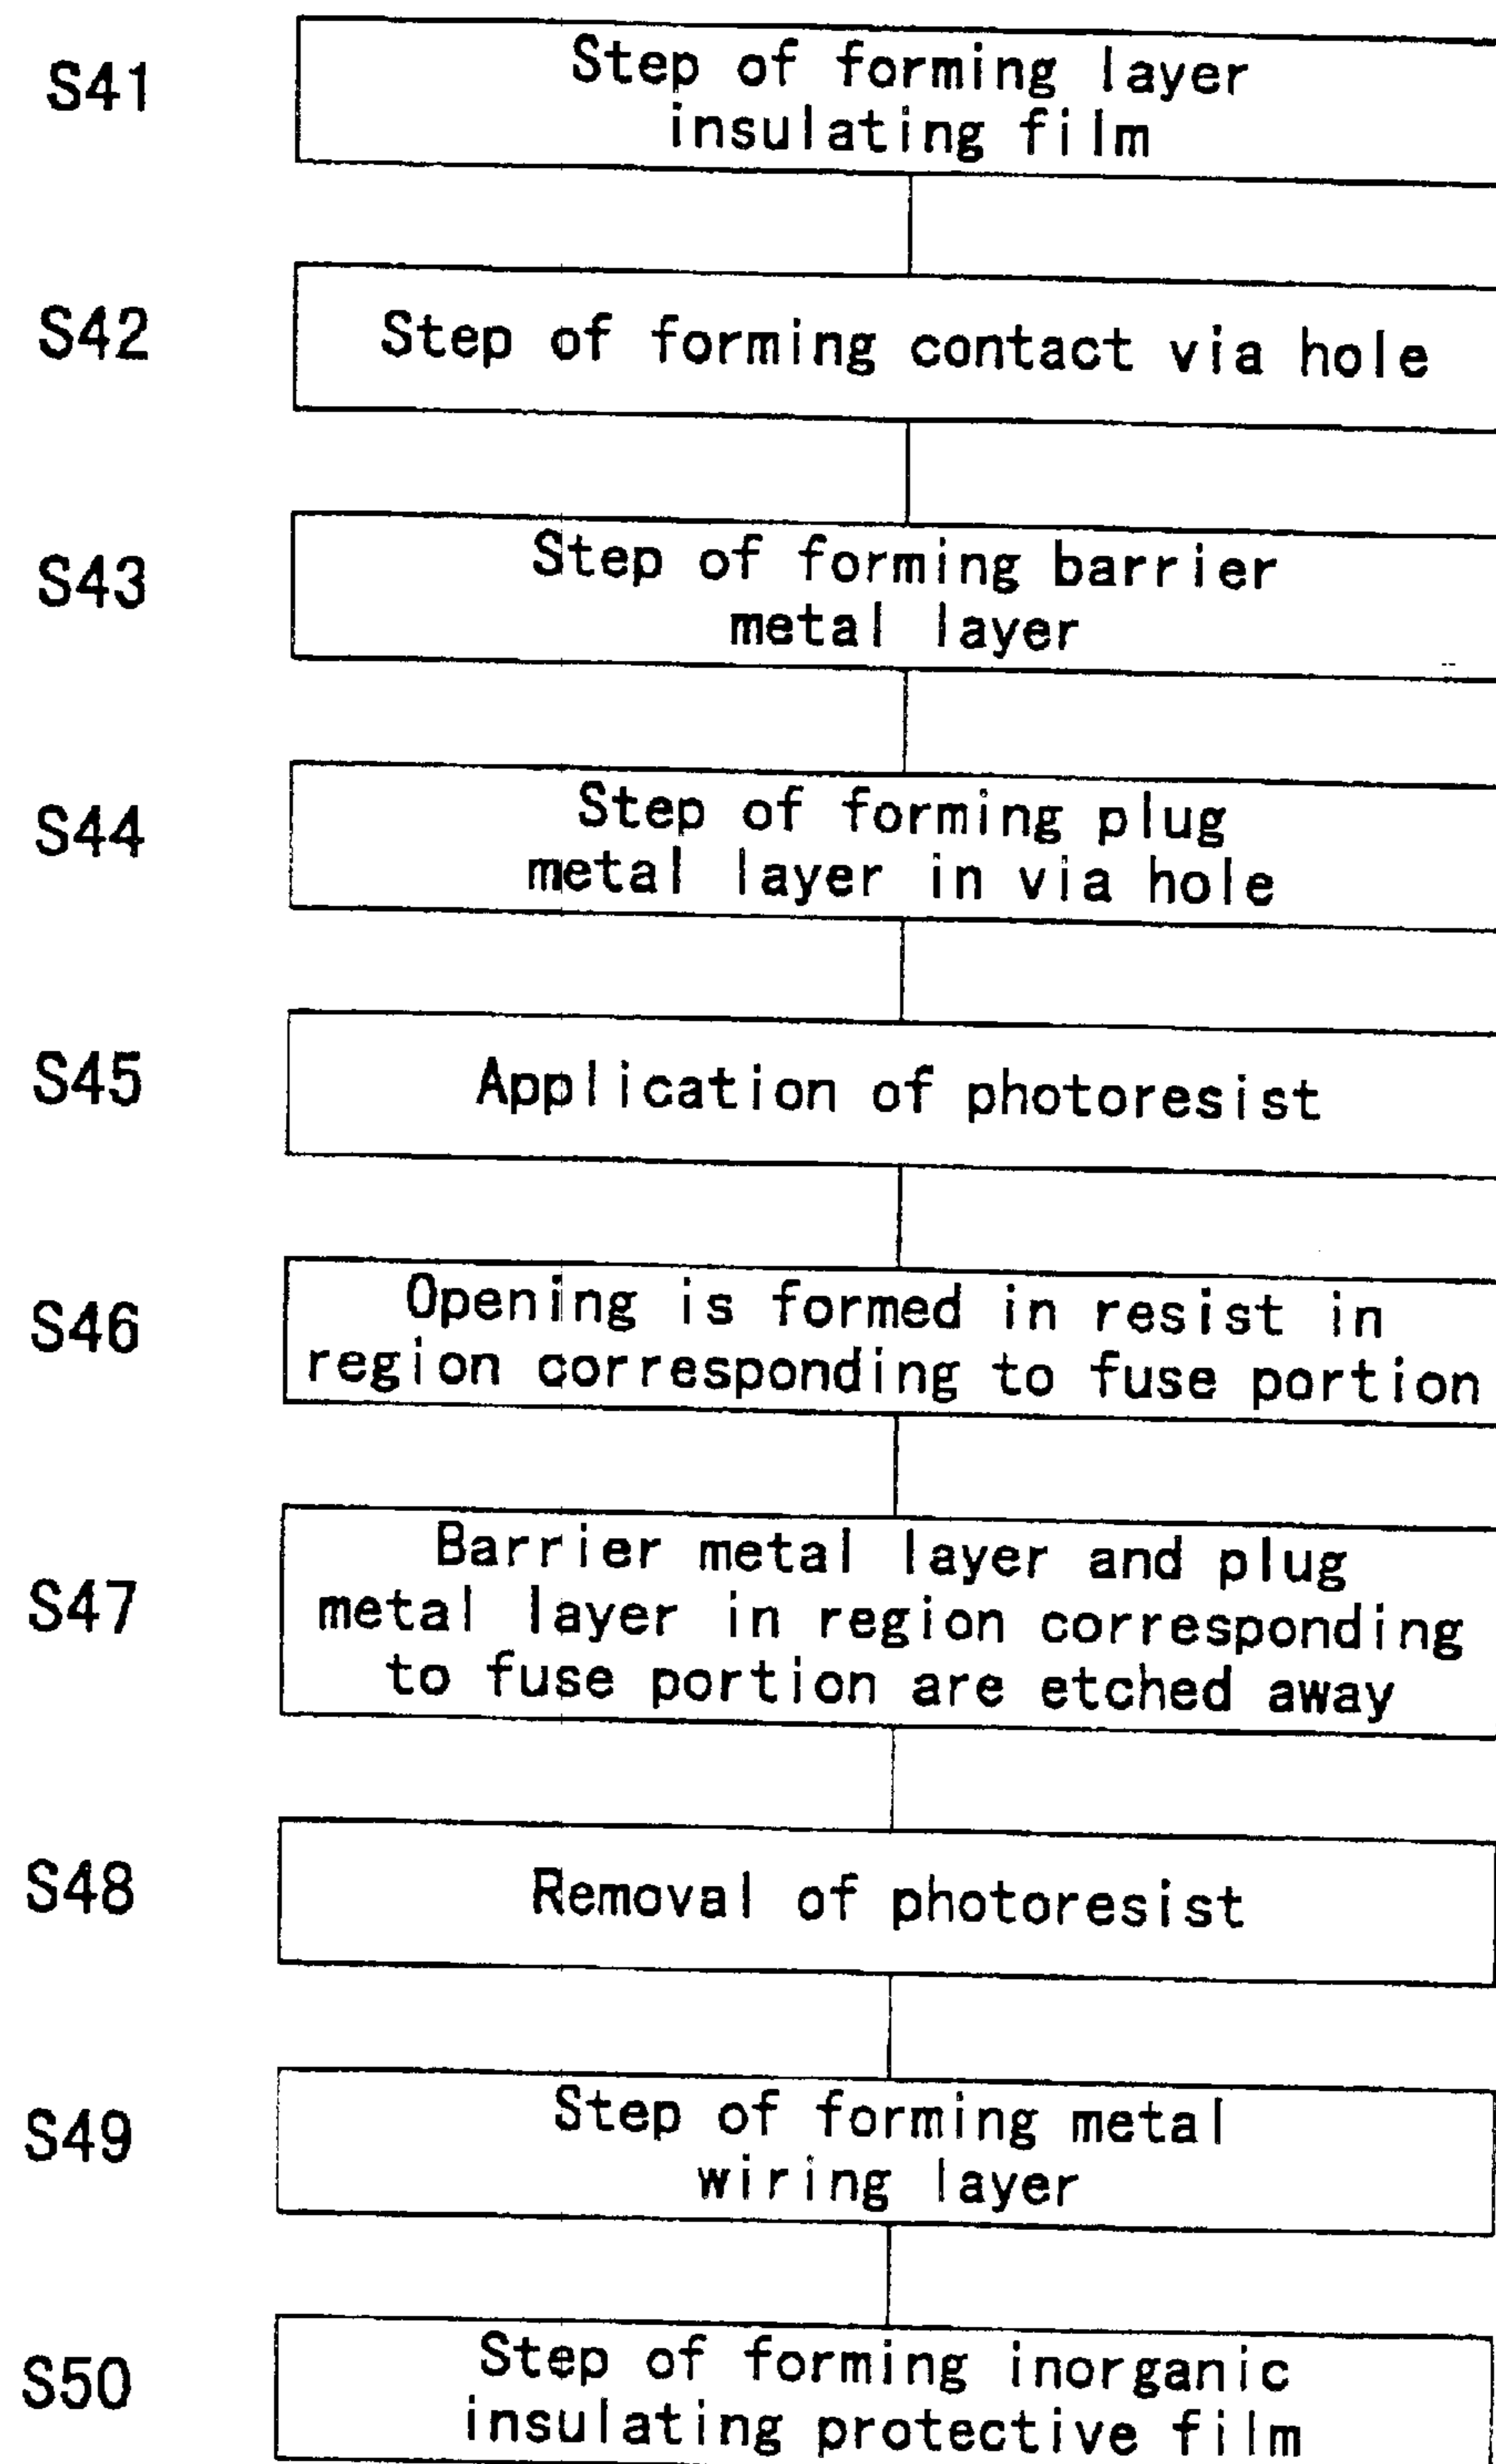 S41
Step of forming layer
insulating film
S42
Step of forming contact via hole
S43
Step of forming barrier
metal layer
S44
Step of forming plug
metal layer in via hole
S45
Application of photoresist
S46
Opening is formed in resist in
region corresponding to fuse portion
S47
Barrier metal layer and plug
metal layer in region corresponding
to fuse portion are etched away
S48
Removal of photoresist
S49
Step of forming metal
wiring layer
S50
Step of forming inorganic
insulating protective film